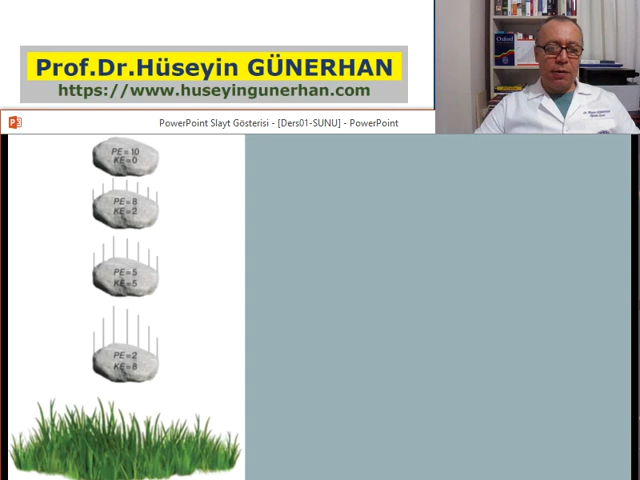 Prof.Dr.Hüseyin GÜNERHAN
https://www.huseyingunerhan.com
PowerPoint Slayt Gösterisi - [Ders01-SUNU] - PowerPoint
PE=10
KE=0
PE=8
KE=2
PE=5
KE=5
PE=2
KE=8
Oxford